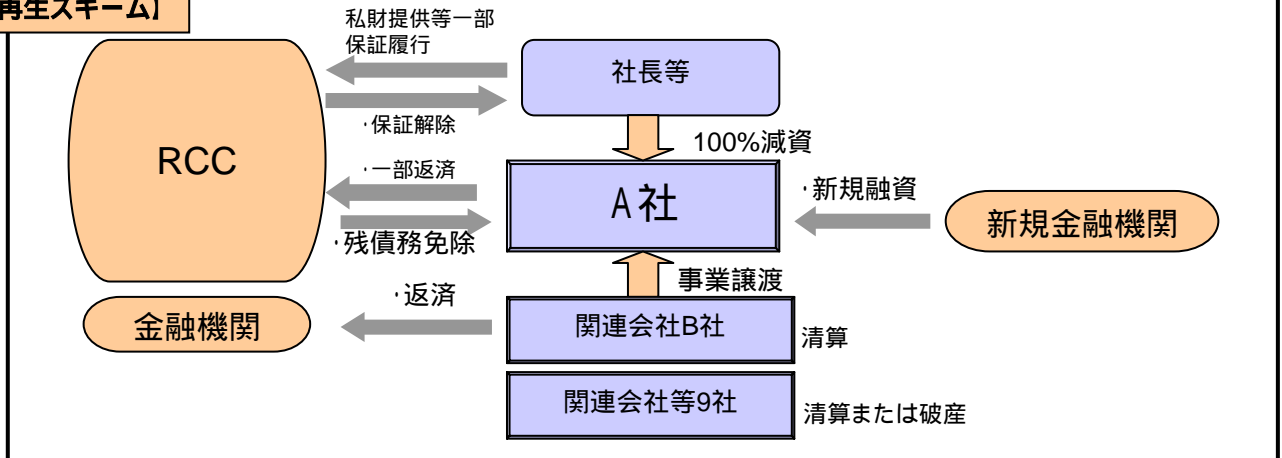 再生スキーム】
私財提供等一部
保証履行
社長等
・保証解除
100%減資
RCC
・一部返済
A社
・新規融資
新規金融機関
・残債務免除
事業譲渡
・返済
金融機関
関連会社B社
清算
関連会社等9社
清算または破産